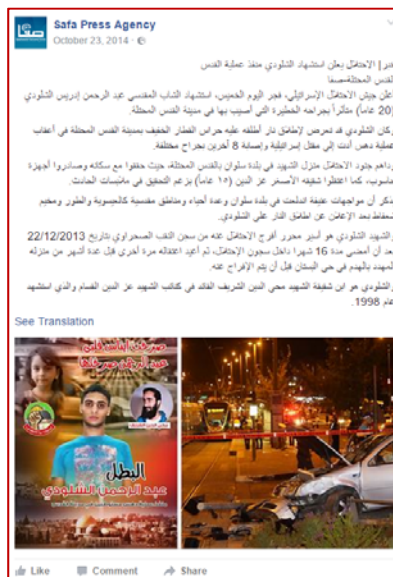 Safa Press Agency
October 23, 2014
الاحتلال يعلن استشهاد الشلودي منفذ عملية القدس
القدس المحتلة-صفا
أعلن جيش الاحتلال الإسرائيلي، فجر اليوم الخميس، استشهاد الشاب المقدسي عبد الرحمن إدريس الشلودي
(20 عاما) متأثراً بجراحه الخطيرة التي أصيب بها في مدينة القدس المحتلة.
وكان الشلودي قد تعرض لإطلاق نار أطلقه عليه حراس القطار الخفيف بمدينة القدس المحتلة في أعقاب
عملية دهس أدت إلى مقتل إسرائيلية وإصابة 8 آخرين بجراح مختلفة.
وداهم جنود الاحتلال منزل الشهيد في بلدة سلوان بالقدس المحتلة، حيث حققوا مع سكانه وصادروا أجهزة
حاسوب، كما اعتقلوا شقيقه الأصغر عز الدين (١٥ عاماً) بزعم التحقيق في ملابسات الحادث.
يذكر أن مواجهات عنيفة اندلعت في بلدة سلوان وعدة أحياء ومناطق مقدسية كالعيسوية والطور ومخيم
شعفاط بعد الإعلان عن اطلاق النار على الشلودي.
والشهيد الشلودي هو أسير محرر أفرج الاحتلال عنه من سجن النقب الصحراوي بتاريخ 22/12/2013
بعد أن أمضى مدة 16 شهرا داخل سجون الاحتلال، ثم أعيد اعتقاله مرة أخرى قبل عدة أشهر من منزله
المهدد بالهدم في حي البستان قبل أن يتم الإفراج عنه.
والشلودي هو ابن شقيقة الشهيد محي الدين الشريف القائد في كتائب الشهيد عز الدين القسام والذي استشهد
عام 1998.
See Translation
البطل
عبد الرحمن الشلودي
Like Comment Share